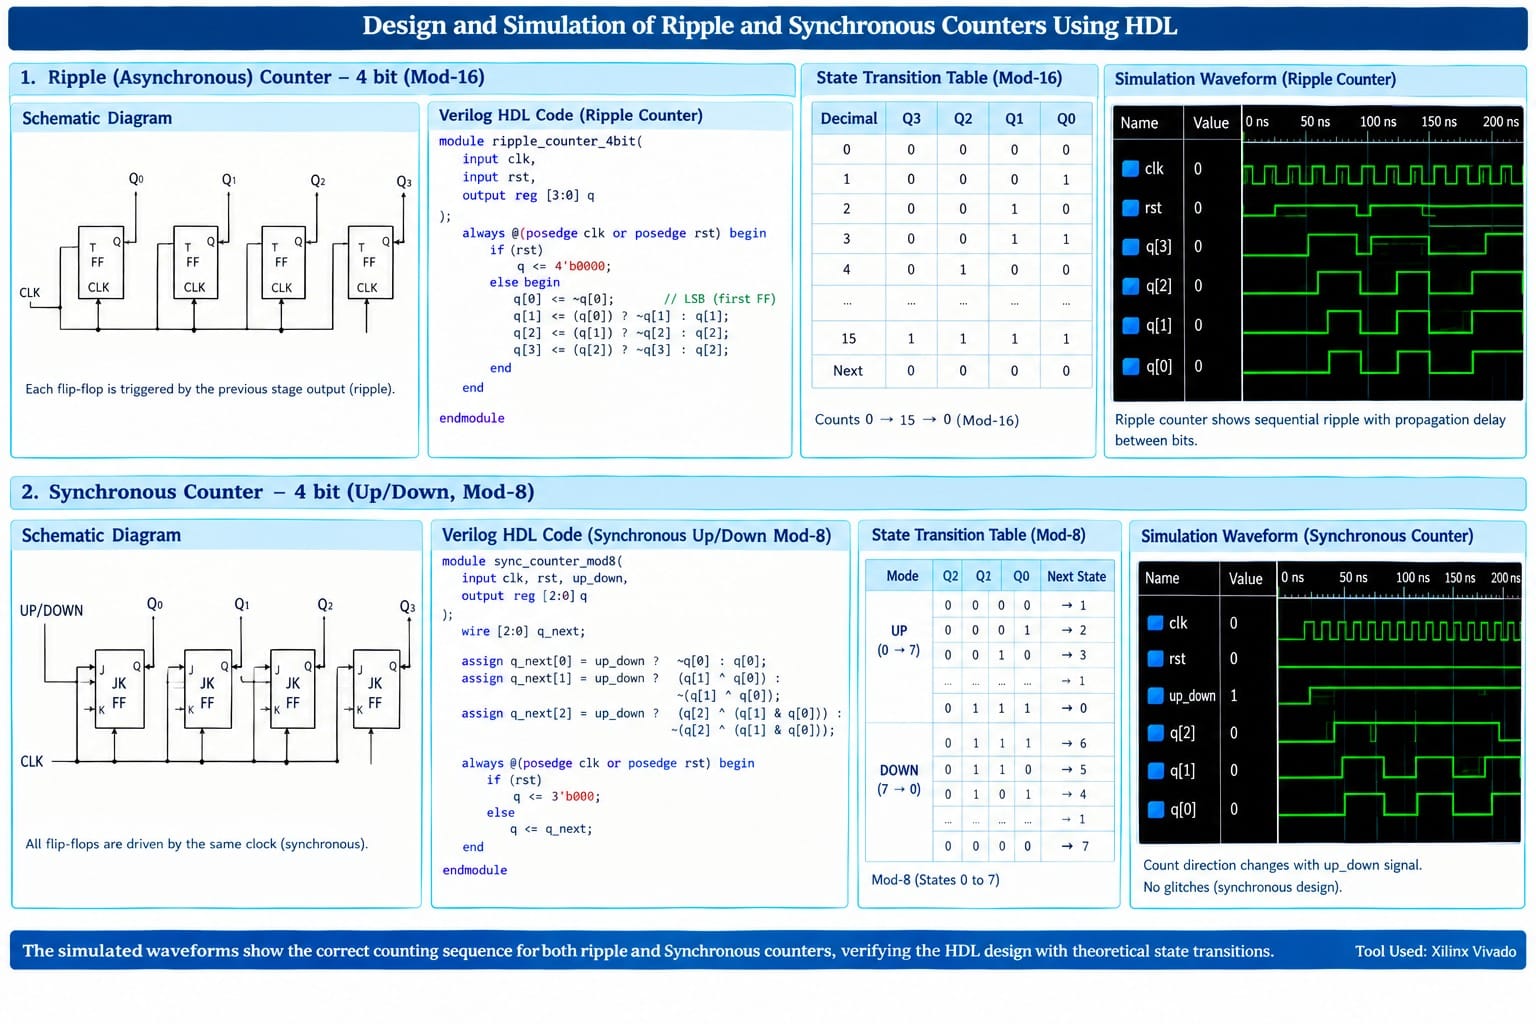 Design and Simulation of Ripple and Synchronous Counters Using HDL
1. Ripple (Asynchronous) Counter – 4 bit (Mod-16)
Schematic Diagram
Q0 Q1 Q2 Q3
T Q T Q T Q T Q
FF FF FF FF
CLK CLK CLK CLK
CLK
Each flip-flop is triggered by the previous stage output (ripple).
Verilog HDL Code (Ripple Counter)
module ripple_counter_4bit(
input clk,
input rst,
output reg [3:0] q
);
always @(posedge clk or posedge rst) begin
if (rst)
q <= 4'b0000;
else begin
q[0] <= ~q[0]; // LSB (first FF)
q[1] <= (q[0]) ? ~q[1] : q[1];
q[2] <= (q[1]) ? ~q[2] : q[2];
q[3] <= (q[2]) ? ~q[3] : q[2];
end
end
endmodule
State Transition Table (Mod-16)
Decimal Q3 Q2 Q1 Q0
0 0 0 0 0
1 0 0 0 1
2 0 0 1 0
3 0 0 1 1
4 0 1 0 0
... ... ... ... ...
15 1 1 1 1
Next 0 0 0 0
Counts 0 → 15 → 0 (Mod-16)
Simulation Waveform (Ripple Counter)
Name Value 0 ns 50 ns 100 ns 150 ns 200 ns
clk 0
rst 0
q[3] 0
q[2] 0
q[1] 0
q[0] 0
Ripple counter shows sequential ripple with propagation delay
between bits.
2. Synchronous Counter – 4 bit (Up/Down, Mod-8)
Schematic Diagram
UP/DOWN Q0 Q1 Q2 Q3
J Q J Q J Q J Q
JK JK JK JK
FF FF FF FF
K K K K
CLK
All flip-flops are driven by the same clock (synchronous).
Verilog HDL Code (Synchronous Up/Down Mod-8)
module sync_counter_mod8(
input clk, rst, up_down,
output reg [2:0] q
);
wire [2:0] q_next;
assign q_next[0] = up_down ? ~q[0] : q[0];
assign q_next[1] = up_down ? (q[1] ^ q[0]) :
~(q[1] ^ q[0]);
assign q_next[2] = up_down ? (q[2] ^ (q[1] & q[0])) :
~(q[2] ^ (q[1] & q[0]));
always @(posedge clk or posedge rst) begin
if (rst)
q <= 3'b000;
else
q <= q_next;
end
endmodule
State Transition Table (Mod-8)
Mode Q2 Q1 Q0 Next State
0 0 0 0 → 1
UP 0 0 0 1 → 2
(0 → 7) 0 0 1 0 → 3
... ... ... ... → 1
0 1 1 1 → 0
0 1 1 1 → 6
DOWN 0 1 1 0 → 5
(7 → 0) 0 1 0 1 → 4
... ... ... ... → 1
0 0 0 0 → 7
Mod-8 (States 0 to 7)
Simulation Waveform (Synchronous Counter)
Name Value 0 ns 50 ns 100 ns 150 ns 200 ns
clk 0
rst 0
up_down 1
q[2] 0
q[1] 0
q[0] 0
Count direction changes with up_down signal.
No glitches (synchronous design).
The simulated waveforms show the correct counting sequence for both ripple and Synchronous counters, verifying the HDL design with theoretical state transitions. Tool Used: Xilinx Vivado